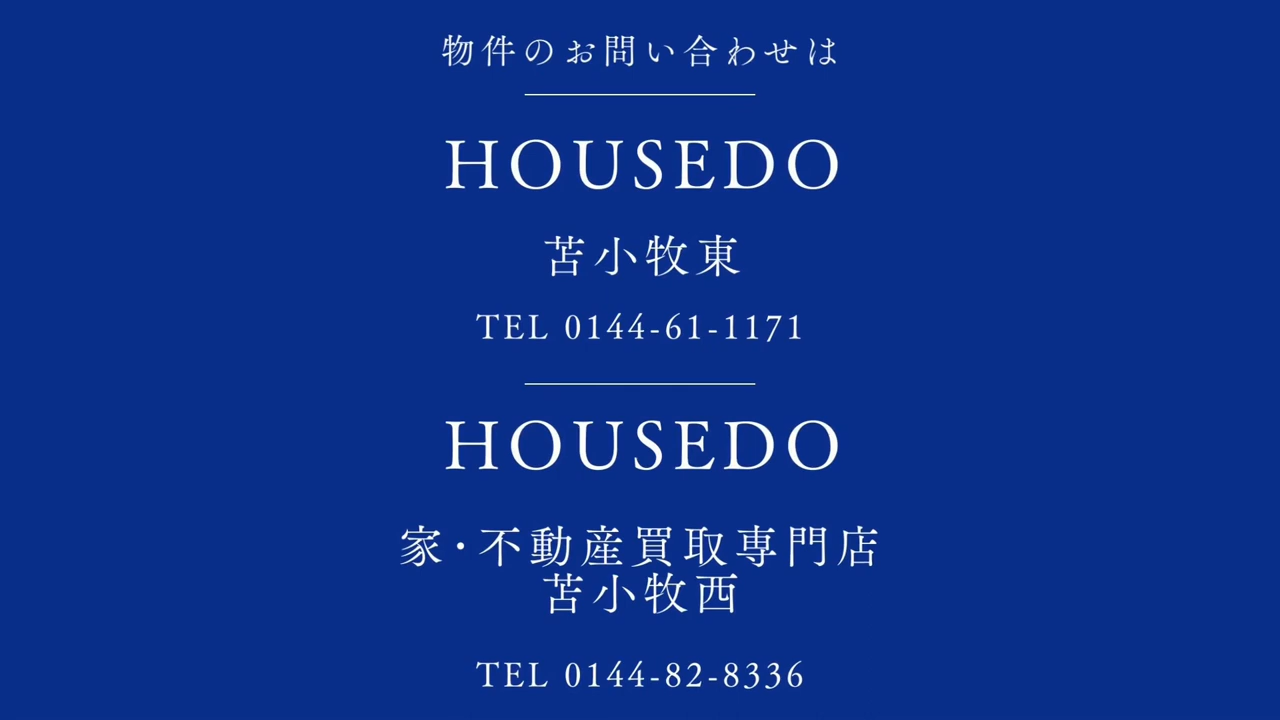 物件のお問い合わせは
HOUSEDO
苫小牧東
TEL 0144-61-1171
HOUSEDO
家・不動産買取専門店
苫小牧西
TEL 0144-82-8336